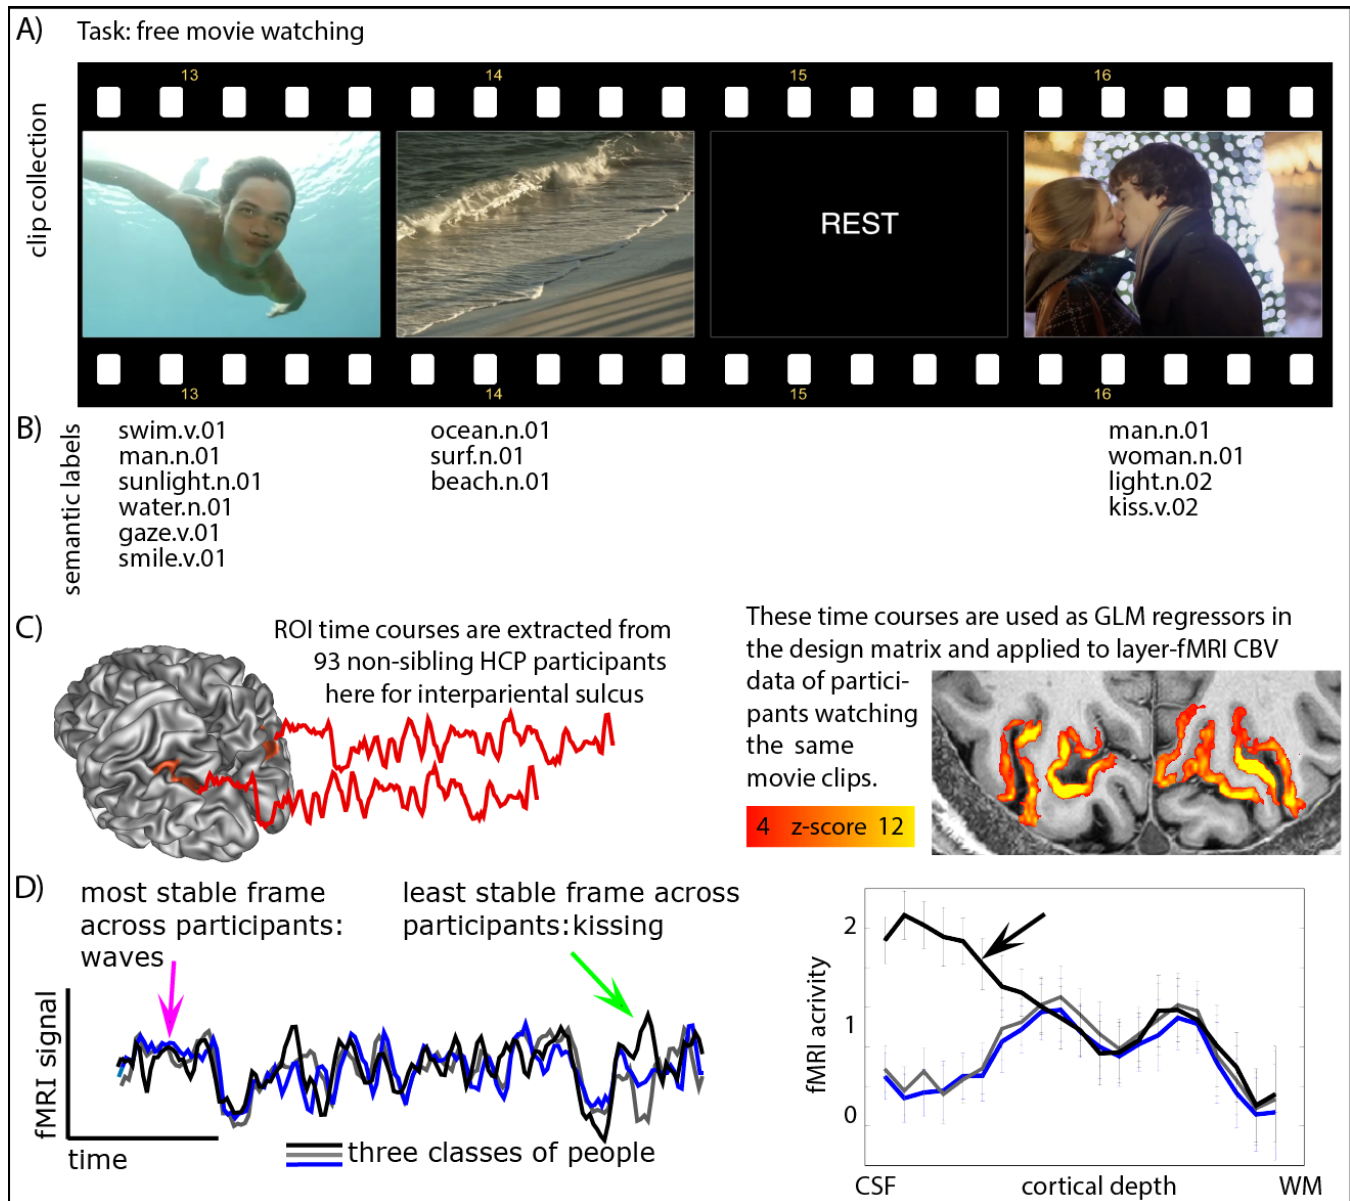 A) Task: free movie watching
clip collection
13 14 15 16
REST
13 14 15 16
B)
semantic labels
swim.v.01
man.n.01
sunlight.n.01
water.n.01
gaze.v.01
smile.v.01
ocean.n.01
surf.n.01
beach.n.01
man.n.01
woman.n.01
light.n.02
kiss.v.02
C)
ROI time courses are extracted from
93 non-sibling HCP participants
here for interpariental sulcus
These time courses are used as GLM regressors in
the design matrix and applied to layer-fMRI CBV
data of partici-
pants watching
the same
movie clips.
4 z-score 12
D)
most stable frame
across participants:
waves
least stable frame across
participants:kissing
fMRI signal
time
three classes of people
fMRI acrivity
2
1
0
CSF cortical depth WM